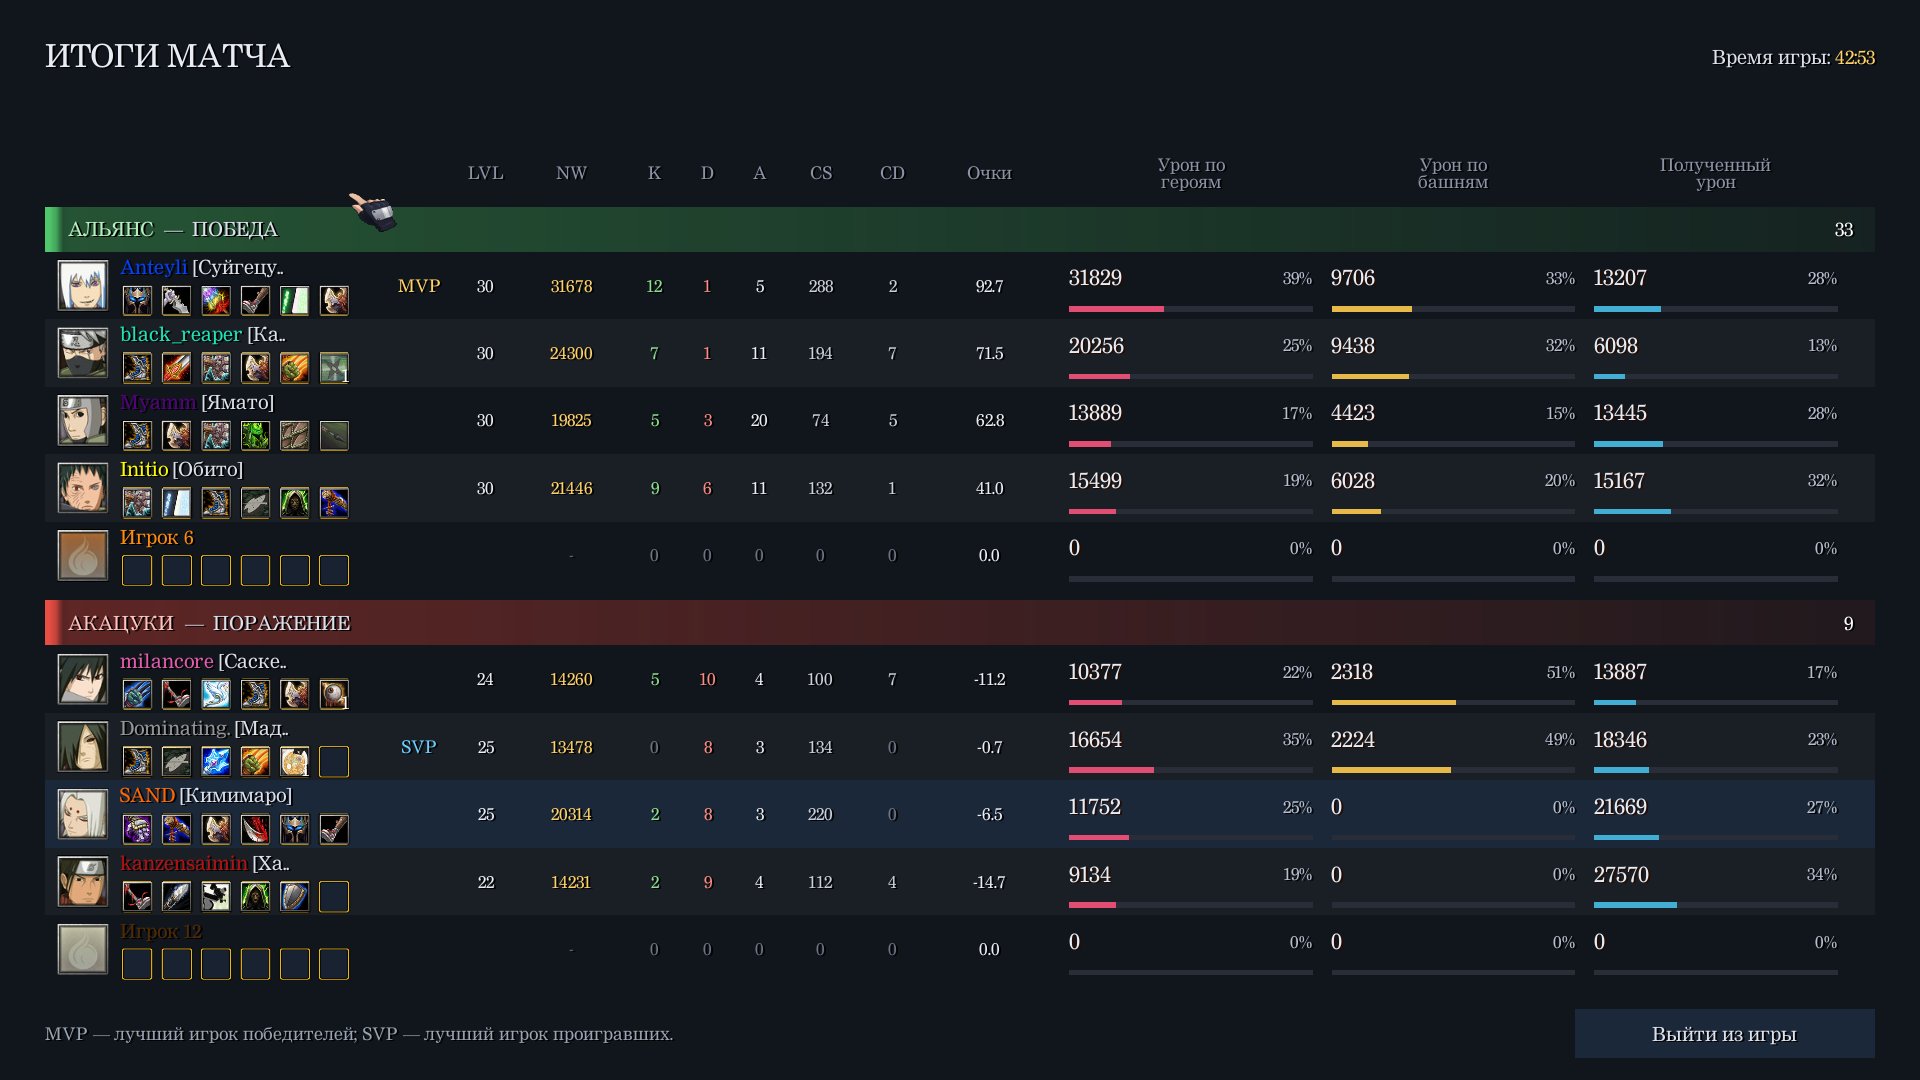 ИТОГИ МАТЧА
Время игры: 42:53
LVL NW K D A CS CD Очки Урон по героям Урон по башням Полученный урон
АЛЬЯНС — ПОБЕДА 33
Anteyli [Суйгецу..
MVP 30 31678 12 1 5 288 2 92.7 31829 39% 9706 33% 13207 28%
black_reaper [Ка..
1
30 24300 7 1 11 194 7 71.5 20256 25% 9438 32% 6098 13%
Myamm [Ямато]
30 19825 5 3 20 74 5 62.8 13889 17% 4423 15% 13445 28%
Initio [Обито]
30 21446 9 6 11 132 1 41.0 15499 19% 6028 20% 15167 32%
Игрок 6
- 0 0 0 0 0 0.0 0 0% 0 0% 0 0%
АКАЦУКИ — ПОРАЖЕНИЕ 9
milancore [Саске..
1
24 14260 5 10 4 100 7 -11.2 10377 22% 2318 51% 13887 17%
Dominating. [Мад..
1
SVP 25 13478 0 8 3 134 0 -0.7 16654 35% 2224 49% 18346 23%
SAND [Кимимаро]
25 20314 2 8 3 220 0 -6.5 11752 25% 0 0% 21669 27%
kanzensaimin [Ха..
22 14231 2 9 4 112 4 -14.7 9134 19% 0 0% 27570 34%
Игрок 12
- 0 0 0 0 0 0.0 0 0% 0 0% 0 0%
MVP — лучший игрок победителей; SVP — лучший игрок проигравших.
Выйти из игры